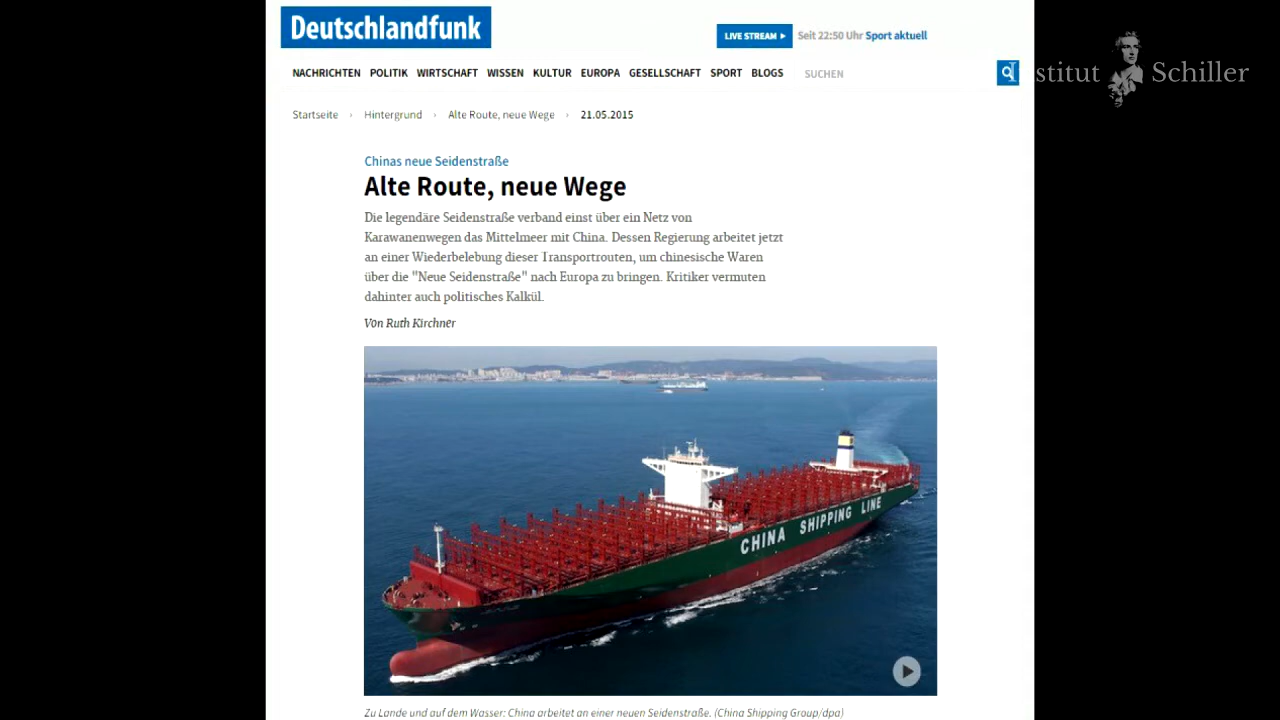 Deutschlandfunk
LIVE STREAM Seit 22:50 Uhr Sport aktuell
NACHRICHTEN POLITIK WIRTSCHAFT WISSEN KULTUR EUROPA GESELLSCHAFT SPORT BLOGS SUCHEN
Institut Schiller
Startseite › Hintergrund › Alte Route, neue Wege › 21.05.2015
Chinas neue Seidenstraße
Alte Route, neue Wege
Die legendäre Seidenstraße verband einst über ein Netz von
Karawanenwegen das Mittelmeer mit China. Dessen Regierung arbeitet jetzt
an einer Wiederbelebung dieser Transportrouten, um chinesische Waren
über die "Neue Seidenstraße" nach Europa zu bringen. Kritiker vermuten
dahinter auch politisches Kalkül.
Von Ruth Kirchner
CHINA SHIPPING LINE
Zu Lande und auf dem Wasser: China arbeitet an einer neuen Seidenstraße. (China Shipping Group/dpa)